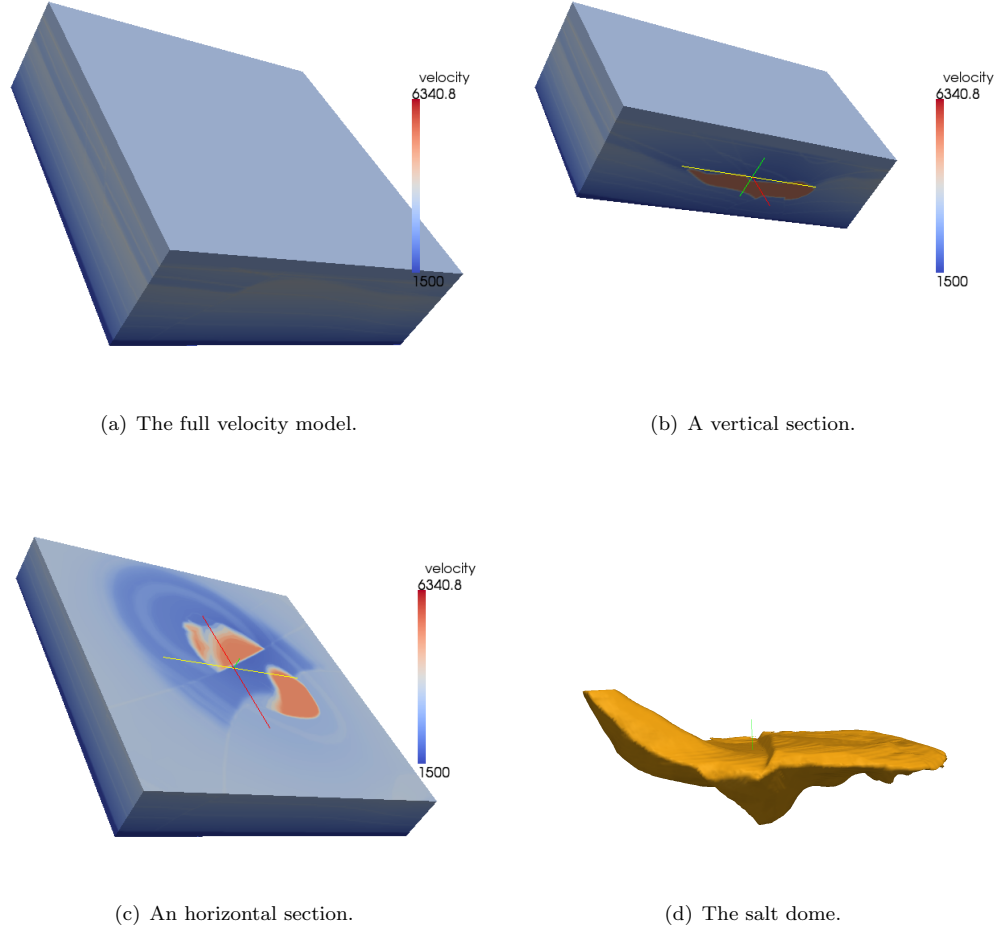 velocity
6340.8
1500
velocity
6340.8
1500
(a) The full velocity model.
(b) A vertical section.
velocity
6340.8
1500
(c) An horizontal section.
(d) The salt dome.